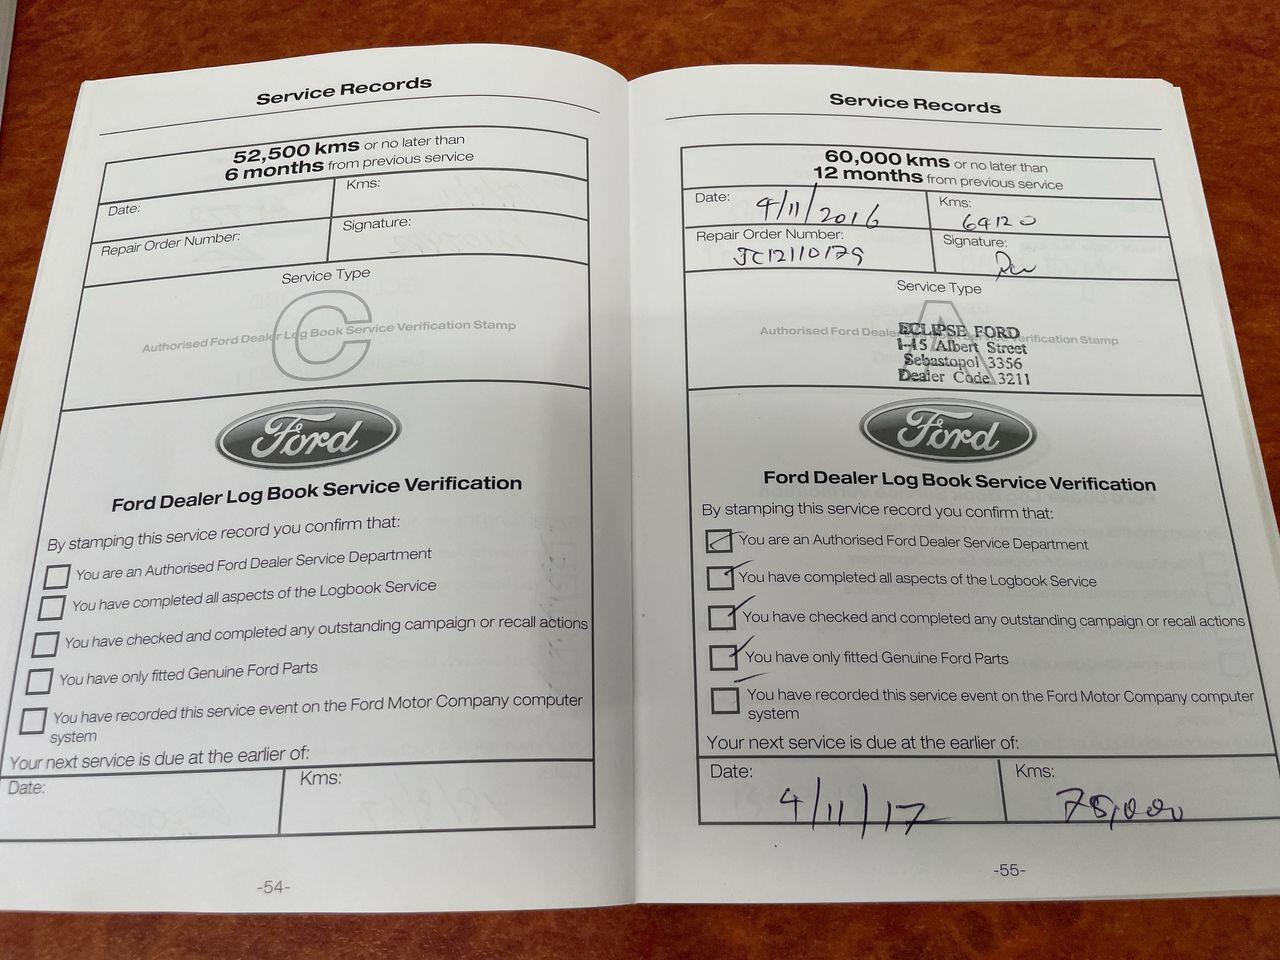 Service Records
52,500 kms or no later than
6 months from previous service
Date:
Kms:
Repair Order Number:
Signature:
Service Type
C
Authorised Ford Dealer Log Book Service Verification Stamp
Ford
Ford Dealer Log Book Service Verification
By stamping this service record you confirm that:
You are an Authorised Ford Dealer Service Department
You have completed all aspects of the Logbook Service
You have checked and completed any outstanding campaign or recall actions
You have only fitted Genuine Ford Parts
You have recorded this service event on the Ford Motor Company computer
system
Your next service is due at the earlier of:
Date:
Kms:
-54-
Service Records
60,000 kms or no later than
12 months from previous service
Date: 4/11/2016
Kms: 64120
Repair Order Number:
JC12110179
Signature:
Service Type
A
Authorised Ford Dealer Verification Stamp
ECLIPSE FORD
1-15 Albert Street
Sebastopol 3356
Dealer Code 3211
Ford
Ford Dealer Log Book Service Verification
By stamping this service record you confirm that:
You are an Authorised Ford Dealer Service Department
You have completed all aspects of the Logbook Service
You have checked and completed any outstanding campaign or recall actions
You have only fitted Genuine Ford Parts
You have recorded this service event on the Ford Motor Company computer
system
Your next service is due at the earlier of:
Date: 4/11/17
Kms: 75,000
-55-